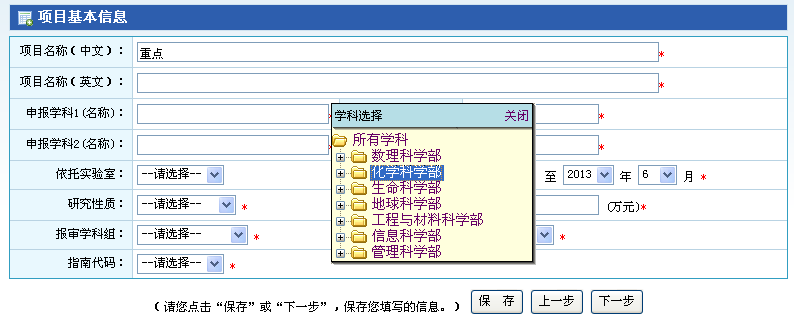 项目基本信息
项目名称(中文): 重点 *
项目名称(英文): *
申报学科1(名称): * *
申报学科2(名称): *
依托实验室: --请选择-- 至 2013 年 6 月 *
研究性质: --请选择-- * (万元)*
报审学科组: --请选择-- * *
指南代码: --请选择-- *
学科选择 关闭
所有学科
数理科学部
化学科学部
生命科学部
地球科学部
工程与材料科学部
信息科学部
管理科学部
(请您点击“保存”或“下一步”,保存您填写的信息。) 保 存 上一步 下一步